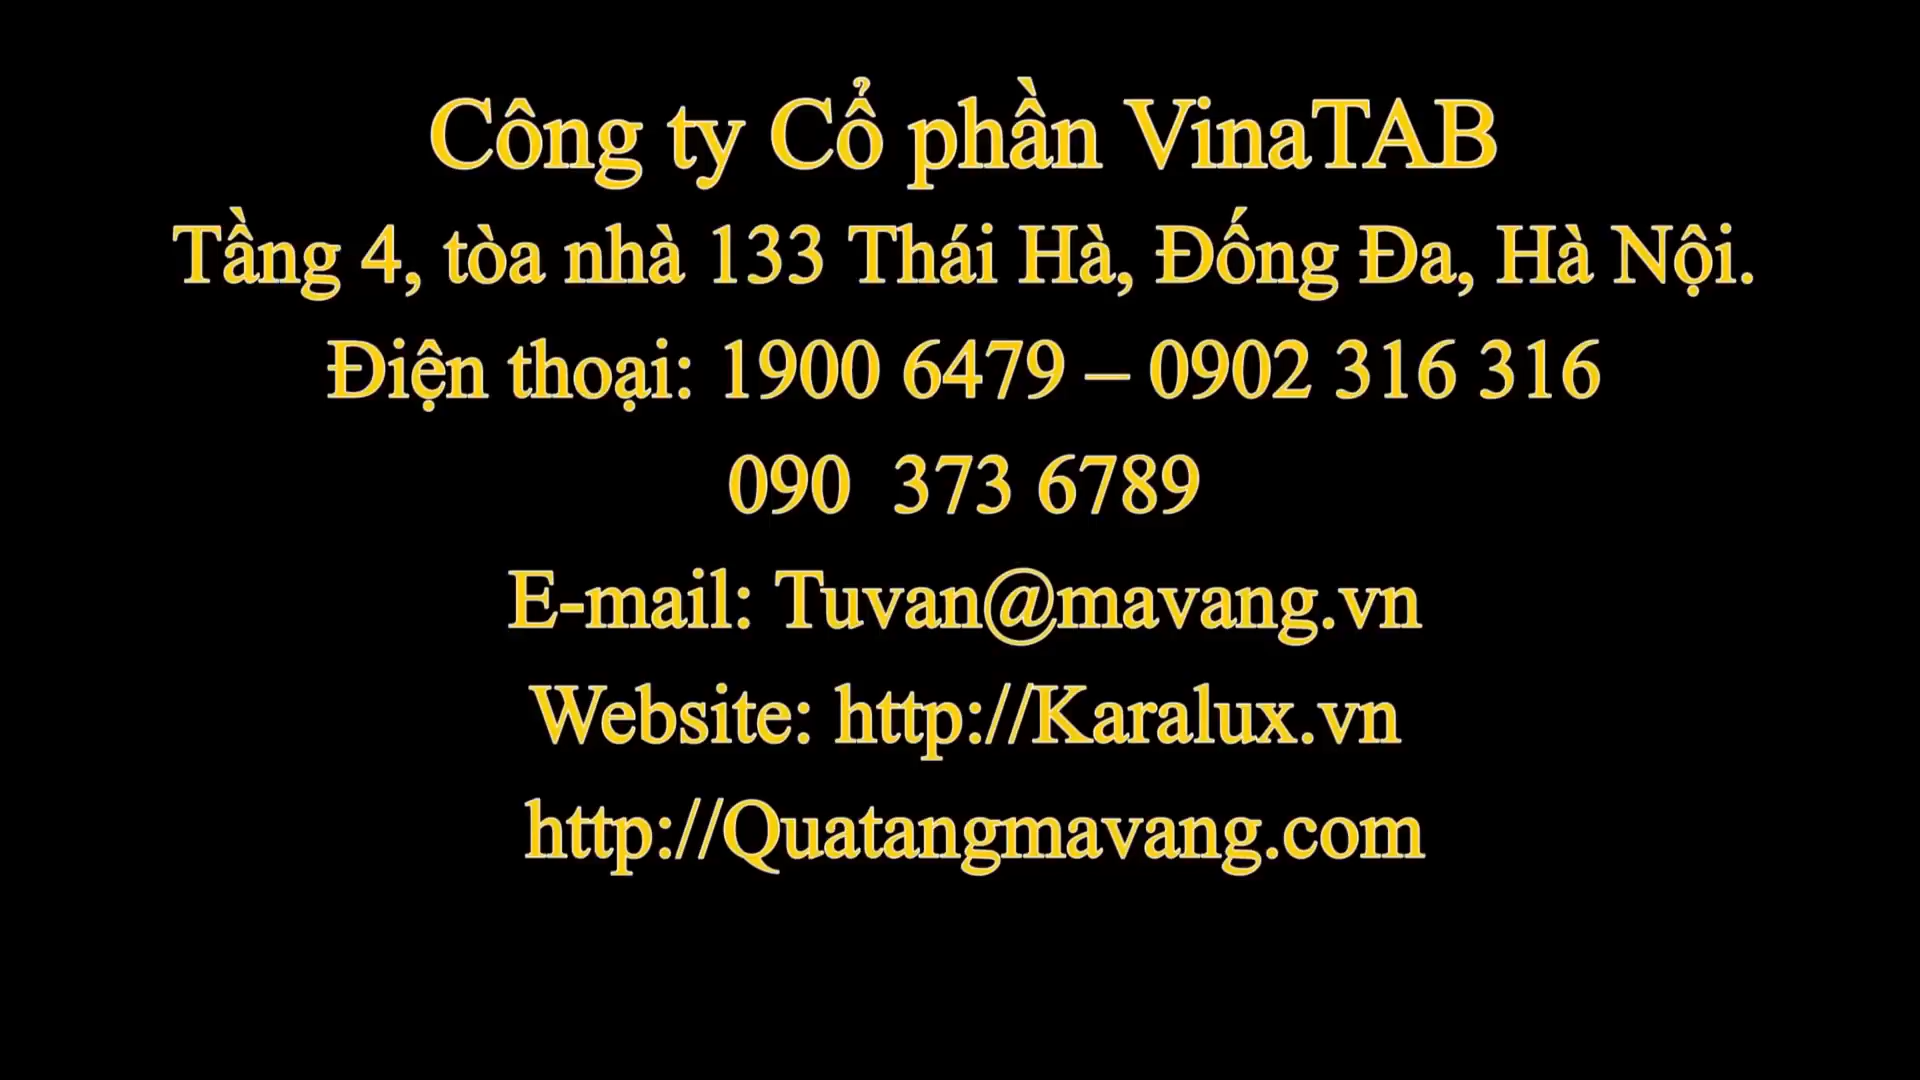 Công ty Cổ phần VinaTAB
Tầng 4, tòa nhà 133 Thái Hà, Đống Đa, Hà Nội.
Điện thoại: 1900 6479 – 0902 316 316
090  373 6789
E-mail: Tuvan@mavang.vn
Website: http://Karalux.vn
http://Quatangmavang.com